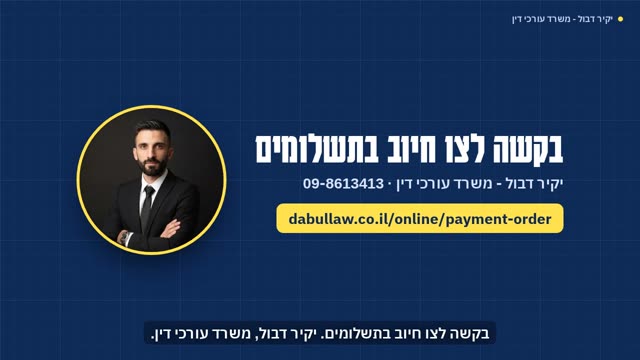 יקיר דבול - משרד עורכי דין
בקשה לצו חיוב בתשלומים
יקיר דבול - משרד עורכי דין · 09-8613413
dabullaw.co.il/online/payment-order
בקשה לצו חיוב בתשלומים. יקיר דבול, משרד עורכי דין.